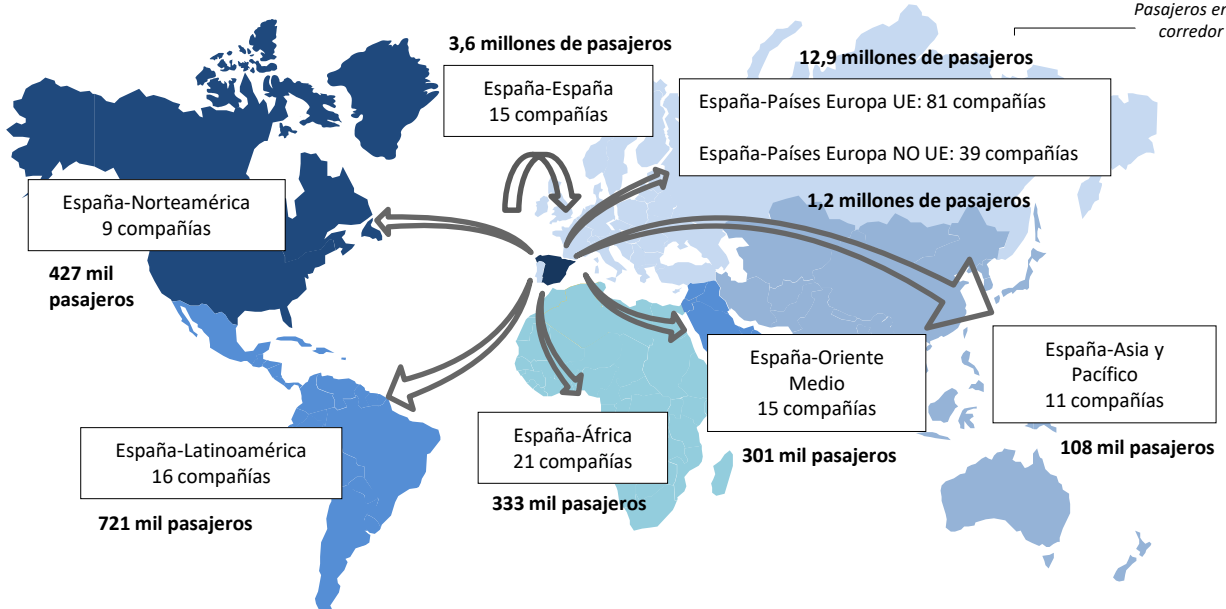 Pasajeros en
corredor
3,6 millones de pasajeros
España-España
15 compañías
12,9 millones de pasajeros
España-Países Europa UE: 81 compañías
España-Países Europa NO UE: 39 compañías
1,2 millones de pasajeros
España-Norteamérica
9 compañías
427 mil
pasajeros
España-Latinoamérica
16 compañías
721 mil pasajeros
España-África
21 compañías
333 mil pasajeros
España-Oriente
Medio
15 compañías
301 mil pasajeros
España-Asia y
Pacífico
11 compañías
108 mil pasajeros